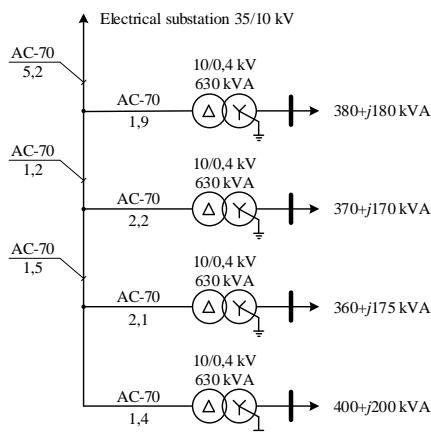 Electrical substation 35/10 kV
AC-70
5,2
10/0,4 kV
630 kVA
AC-70
1,9
380+j180 kVA
AC-70
1,2
10/0,4 kV
630 kVA
AC-70
2,2
370+j170 kVA
AC-70
1,5
10/0,4 kV
630 kVA
AC-70
2,1
360+j175 kVA
10/0,4 kV
630 kVA
AC-70
1,4
400+j200 kVA